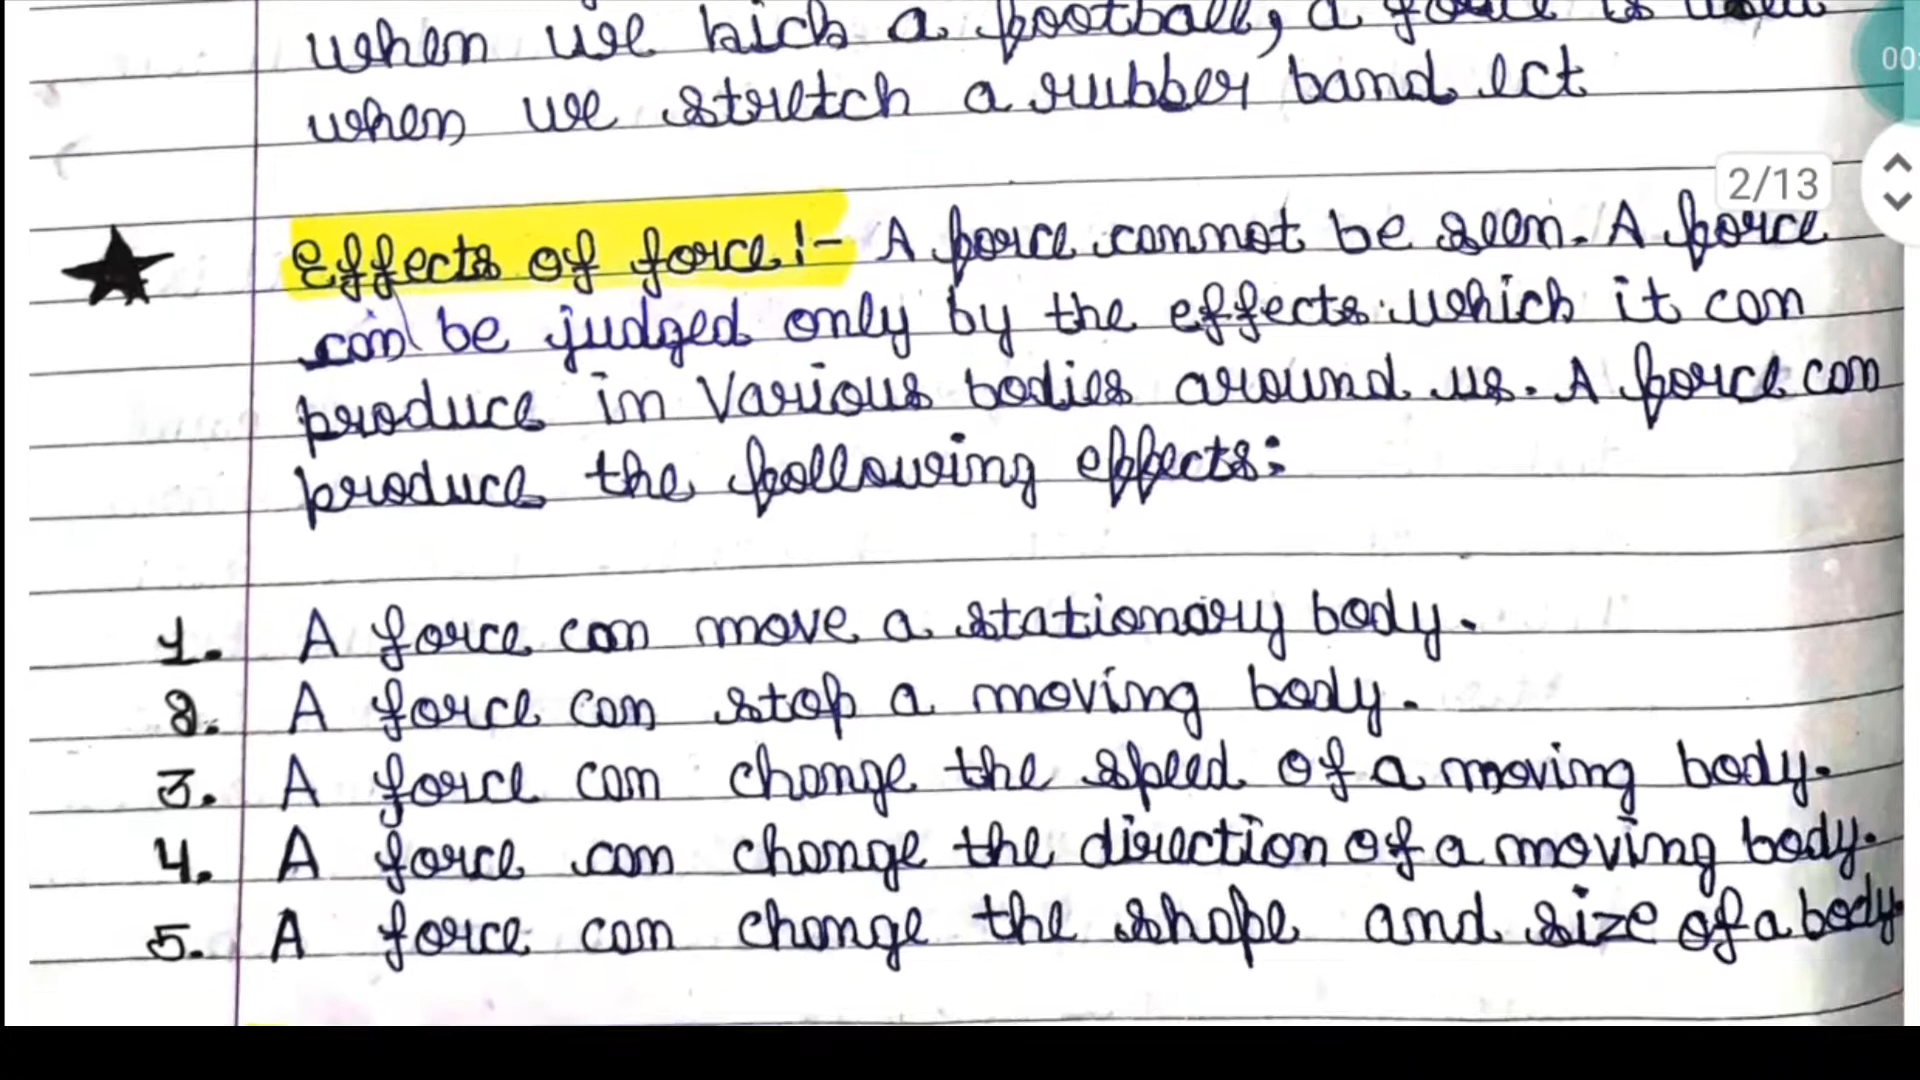 when we kick a football, a force is used
when we stretch a rubber band ect
00:
2/13
Effects of force:- A force cannot be seen. A force
can be judged only by the effects which it can
produce in Various bodies around us. A force can
produce the following effects:
1. A force can move a stationary body.
2. A force can stop a moving body.
3. A force can change the speed of a moving body.
4. A force can change the direction of a moving body.
5. A force can change the shape and size of a body.